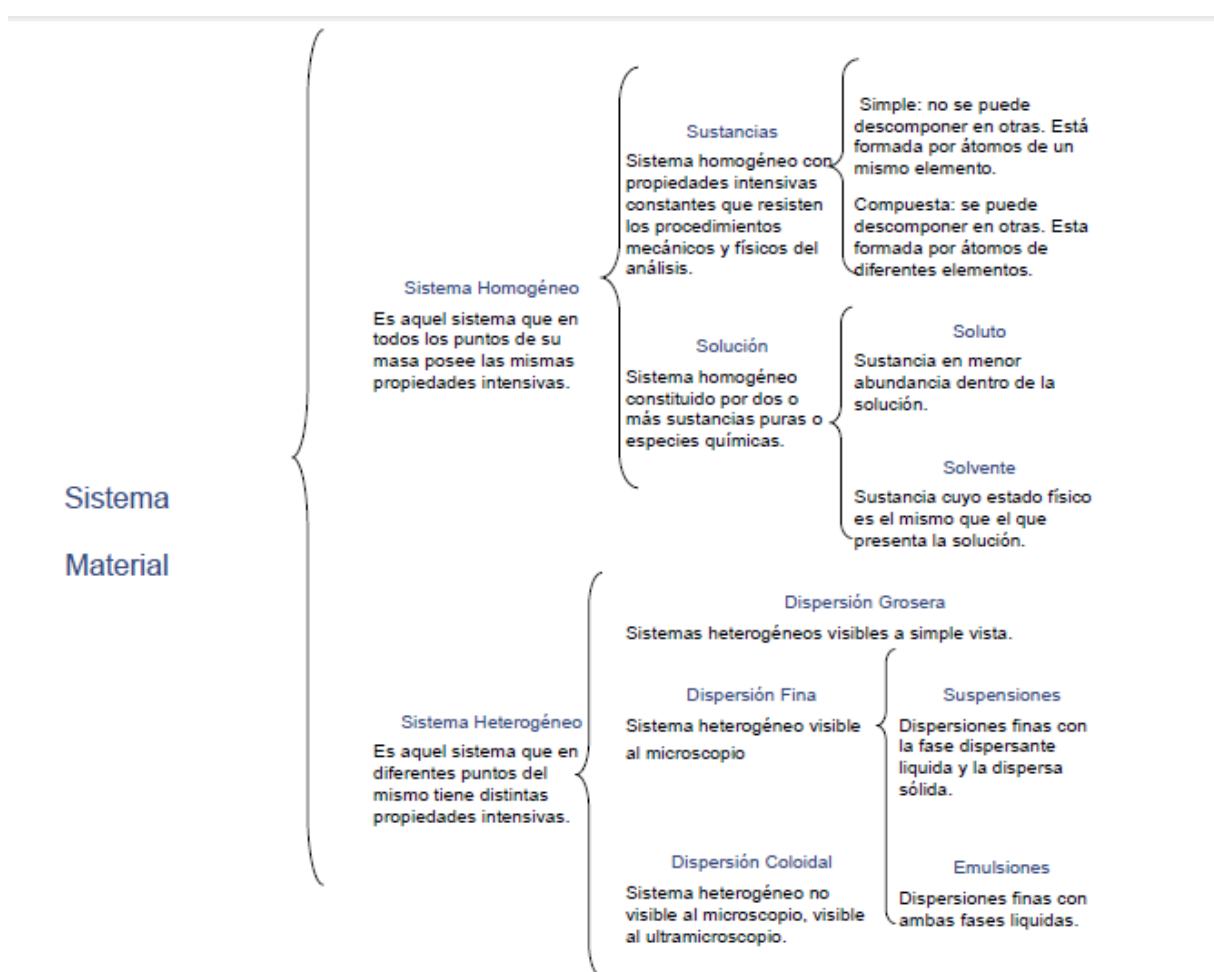 Sistema
Material
Sistema Homogéneo
Es aquel sistema que en
todos los puntos de su
masa posee las mismas
propiedades intensivas.
Sustancias
Sistema homogéneo con
propiedades intensivas
constantes que resisten
los procedimientos
mecánicos y físicos del
análisis.
Simple: no se puede
descomponer en otras. Está
formada por átomos de un
mismo elemento.
Compuesta: se puede
descomponer en otras. Esta
formada por átomos de
diferentes elementos.
Solución
Sistema homogéneo
constituido por dos o
más sustancias puras o
especies químicas.
Soluto
Sustancia en menor
abundancia dentro de la
solución.
Solvente
Sustancia cuyo estado físico
es el mismo que el que
presenta la solución.
Sistema Heterogéneo
Es aquel sistema que en
diferentes puntos del
mismo tiene distintas
propiedades intensivas.
Dispersión Grosera
Sistemas heterogéneos visibles a simple vista.
Dispersión Fina
Sistema heterogéneo visible
al microscopio
Suspensiones
Dispersiones finas con
la fase dispersante
liquida y la dispersa
sólida.
Emulsiones
Dispersiones finas con
ambas fases liquidas.
Dispersión Coloidal
Sistema heterogéneo no
visible al microscopio, visible
al ultramicroscopio.